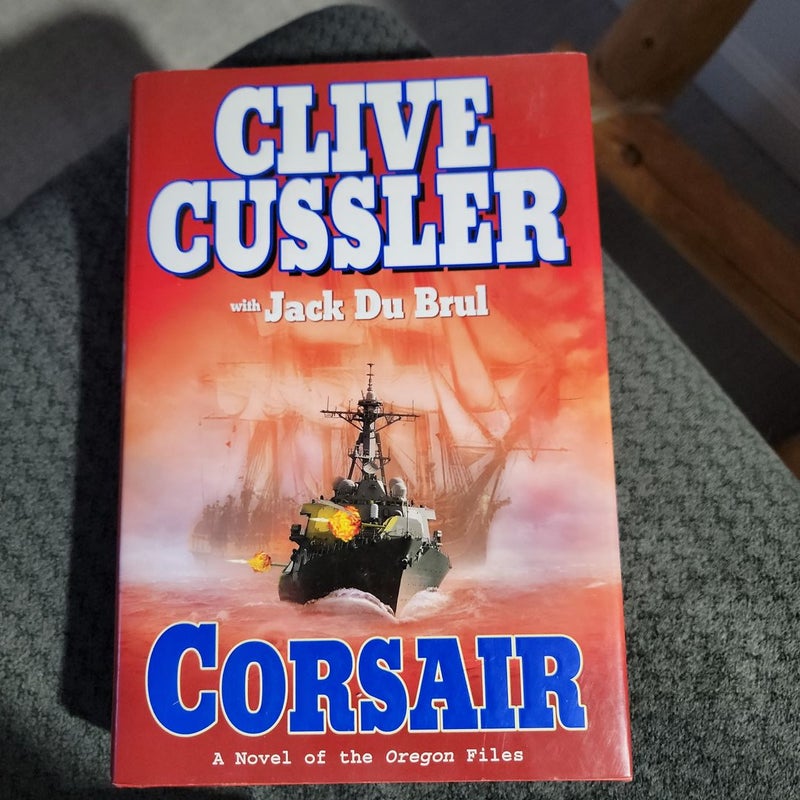 CLIVE
CUSSLER
with Jack Du Brul
CORSAIR
A Novel of the Oregon Files